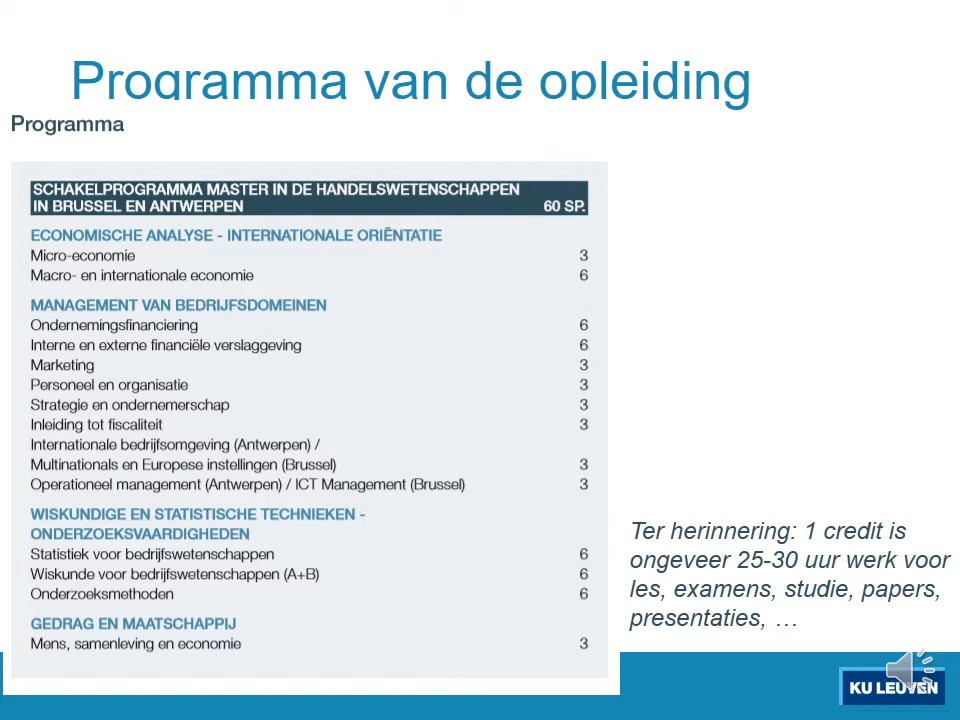 Programma van de opleiding
Programma
SCHAKELPROGRAMMA MASTER IN DE HANDELSWETENSCHAPPEN
IN BRUSSEL EN ANTWERPEN 60 SP.
ECONOMISCHE ANALYSE - INTERNATIONALE ORIËNTATIE
Micro-economie 3
Macro- en internationale economie 6
MANAGEMENT VAN BEDRIJFSDOMEINEN
Ondernemingsfinanciering 6
Interne en externe financiële verslaggeving 6
Marketing 3
Personeel en organisatie 3
Strategie en ondernemerschap 3
Inleiding tot fiscaliteit 3
Internationale bedrijfsomgeving (Antwerpen) /
Multinationals en Europese instellingen (Brussel) 3
Operationeel management (Antwerpen) / ICT Management (Brussel) 3
WISKUNDIGE EN STATISTISCHE TECHNIEKEN -
ONDERZOEKSVAARDIGHEDEN
Statistiek voor bedrijfswetenschappen 6
Wiskunde voor bedrijfswetenschappen (A+B) 6
Onderzoeksmethoden 6
GEDRAG EN MAATSCHAPPIJ
Mens, samenleving en economie 3
Ter herinnering: 1 credit is
ongeveer 25-30 uur werk voor
les, examens, studie, papers,
presentaties, …
KU LEUVEN